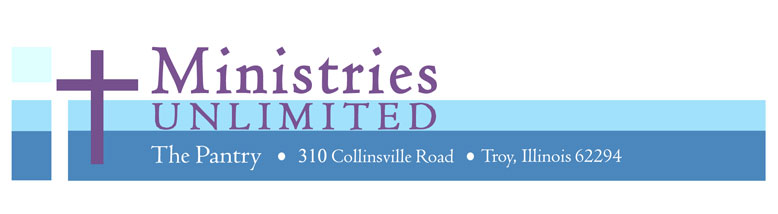 Ministries
UNLIMITED
The Pantry • 310 Collinsville Road • Troy, Illinois 62294